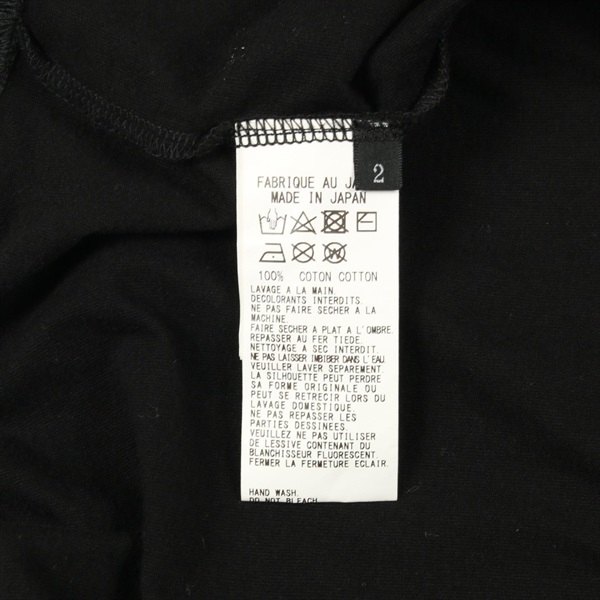 2
FABRIQUE AU
MADE IN JAPAN
100% COTON COTTON
LAVAGE A LA MAIN.
DECOLORANTS INTERDITS.
NE PAS FAIRE SECHER A LA
MACHINE.
FAIRE SECHER A PLAT A L'OMBRE.
REPASSER AU FER TIEDE.
NETTOYAGE A SEC INTERDIT.
NE PAS LAISSER IMBIBER DANS L'EAU.
VEUILLER LAVER SEPAREMENT.
LA SILHOUETTE PEUT PERDRE
SA FORME ORIGINALE OU
PEUT SE RETRECIR LORS DU
LAVAGE DOMESTIQUE.
NE PAS REPASSER LES
PARTIES DESSINEES.
VEUILLEZ NE PAS UTILISER
DE LESSIVE CONTENANT DU
BLANCHISSEUR FLUORESCENT.
FERMER LA FERMETURE ECLAIR.
HAND WASH.
DO NOT BLEACH.